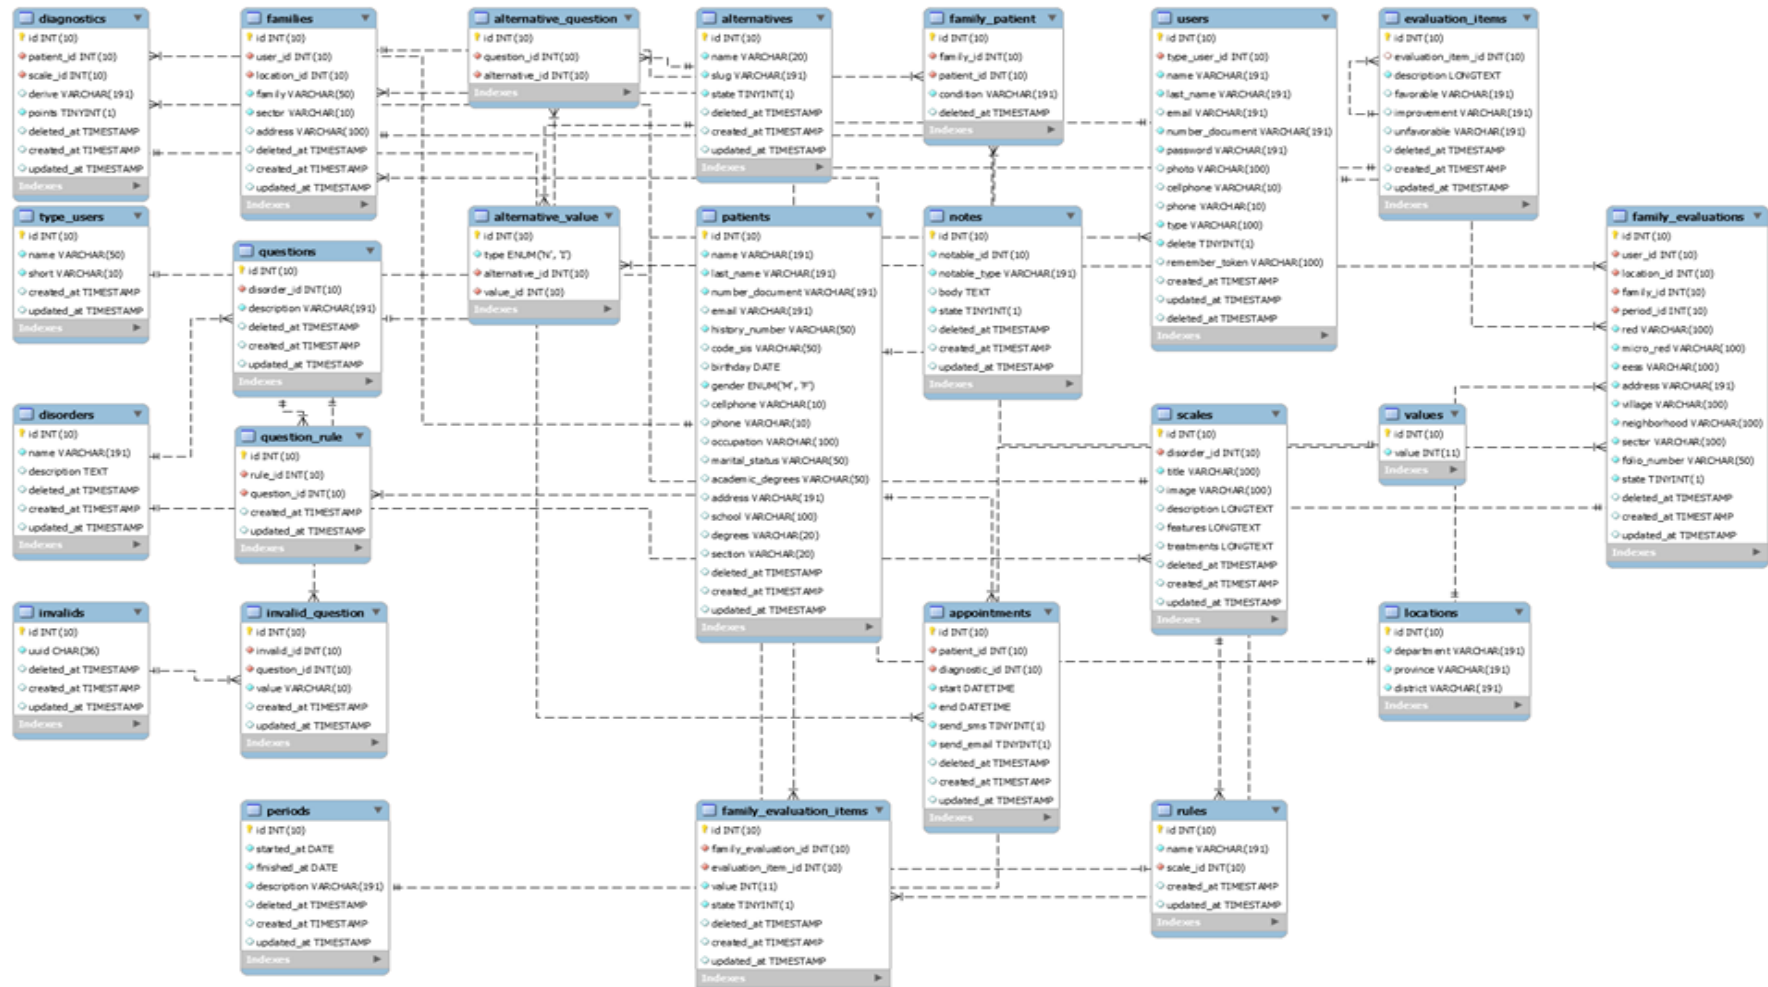 diagnostics
id INT(10)
patient_id INT(10)
scale_id INT(10)
derive VARCHAR(191)
points TINYINT(1)
deleted_at TIMESTAMP
created_at TIMESTAMP
updated_at TIMESTAMP
Indexes
families
id INT(10)
user_id INT(10)
location_id INT(10)
family VARCHAR(50)
sector VARCHAR(10)
address VARCHAR(100)
deleted_at TIMESTAMP
created_at TIMESTAMP
updated_at TIMESTAMP
Indexes
alternative_question
id INT(10)
question_id INT(10)
alternative_id INT(10)
Indexes
alternatives
id INT(10)
name VARCHAR(20)
slug VARCHAR(191)
state TINYINT(1)
deleted_at TIMESTAMP
created_at TIMESTAMP
updated_at TIMESTAMP
Indexes
family_patient
id INT(10)
family_id INT(10)
patient_id INT(10)
condition VARCHAR(191)
deleted_at TIMESTAMP
Indexes
users
id INT(10)
type_user_id INT(10)
name VARCHAR(191)
last_name VARCHAR(191)
email VARCHAR(191)
number_document VARCHAR(191)
password VARCHAR(191)
photo VARCHAR(100)
cellphone VARCHAR(10)
phone VARCHAR(10)
type VARCHAR(100)
delete TINYINT(1)
remember_token VARCHAR(100)
created_at TIMESTAMP
updated_at TIMESTAMP
deleted_at TIMESTAMP
Indexes
evaluation_items
id INT(10)
evaluation_item_id INT(10)
description LONGTEXT
favorable VARCHAR(191)
improvement VARCHAR(191)
unfavorable VARCHAR(191)
deleted_at TIMESTAMP
created_at TIMESTAMP
updated_at TIMESTAMP
Indexes
type_users
id INT(10)
name VARCHAR(50)
short VARCHAR(10)
created_at TIMESTAMP
updated_at TIMESTAMP
Indexes
questions
id INT(10)
disorder_id INT(10)
description VARCHAR(191)
deleted_at TIMESTAMP
created_at TIMESTAMP
updated_at TIMESTAMP
Indexes
alternative_value
id INT(10)
type ENUM('N', 'I')
alternative_id INT(10)
value_id INT(10)
Indexes
patients
id INT(10)
name VARCHAR(191)
last_name VARCHAR(191)
number_document VARCHAR(191)
email VARCHAR(191)
history_number VARCHAR(50)
code_sis VARCHAR(50)
birthday DATE
gender ENUM('M', 'F')
cellphone VARCHAR(10)
phone VARCHAR(10)
occupation VARCHAR(100)
marital_status VARCHAR(50)
academic_degrees VARCHAR(50)
address VARCHAR(191)
school VARCHAR(100)
degrees VARCHAR(20)
section VARCHAR(20)
deleted_at TIMESTAMP
created_at TIMESTAMP
updated_at TIMESTAMP
Indexes
notes
id INT(10)
notable_id INT(10)
notable_type VARCHAR(191)
body TEXT
state TINYINT(1)
deleted_at TIMESTAMP
created_at TIMESTAMP
updated_at TIMESTAMP
Indexes
family_evaluations
id INT(10)
user_id INT(10)
location_id INT(10)
family_id INT(10)
period_id INT(10)
red VARCHAR(100)
micro_red VARCHAR(100)
eess VARCHAR(100)
address VARCHAR(191)
village VARCHAR(100)
neighborhood VARCHAR(100)
sector VARCHAR(100)
folio_number VARCHAR(50)
state TINYINT(1)
deleted_at TIMESTAMP
created_at TIMESTAMP
updated_at TIMESTAMP
Indexes
disorders
id INT(10)
name VARCHAR(191)
description TEXT
deleted_at TIMESTAMP
created_at TIMESTAMP
updated_at TIMESTAMP
Indexes
question_rule
id INT(10)
rule_id INT(10)
question_id INT(10)
created_at TIMESTAMP
updated_at TIMESTAMP
Indexes
scales
id INT(10)
disorder_id INT(10)
title VARCHAR(100)
image VARCHAR(100)
description LONGTEXT
features LONGTEXT
treatments LONGTEXT
deleted_at TIMESTAMP
created_at TIMESTAMP
updated_at TIMESTAMP
Indexes
values
id INT(10)
value INT(11)
Indexes
invalids
id INT(10)
uuid CHAR(36)
deleted_at TIMESTAMP
created_at TIMESTAMP
updated_at TIMESTAMP
Indexes
invalid_question
id INT(10)
invalid_id INT(10)
question_id INT(10)
value VARCHAR(10)
created_at TIMESTAMP
updated_at TIMESTAMP
Indexes
appointments
id INT(10)
patient_id INT(10)
diagnostic_id INT(10)
start DATETIME
end DATETIME
send_sms TINYINT(1)
send_email TINYINT(1)
deleted_at TIMESTAMP
created_at TIMESTAMP
updated_at TIMESTAMP
Indexes
locations
id INT(10)
department VARCHAR(191)
province VARCHAR(191)
district VARCHAR(191)
Indexes
periods
id INT(10)
started_at DATE
finished_at DATE
description VARCHAR(191)
deleted_at TIMESTAMP
created_at TIMESTAMP
updated_at TIMESTAMP
Indexes
family_evaluation_items
id INT(10)
family_evaluation_id INT(10)
evaluation_item_id INT(10)
value INT(11)
state TINYINT(1)
deleted_at TIMESTAMP
created_at TIMESTAMP
updated_at TIMESTAMP
Indexes
rules
id INT(10)
name VARCHAR(191)
scale_id INT(10)
created_at TIMESTAMP
updated_at TIMESTAMP
Indexes